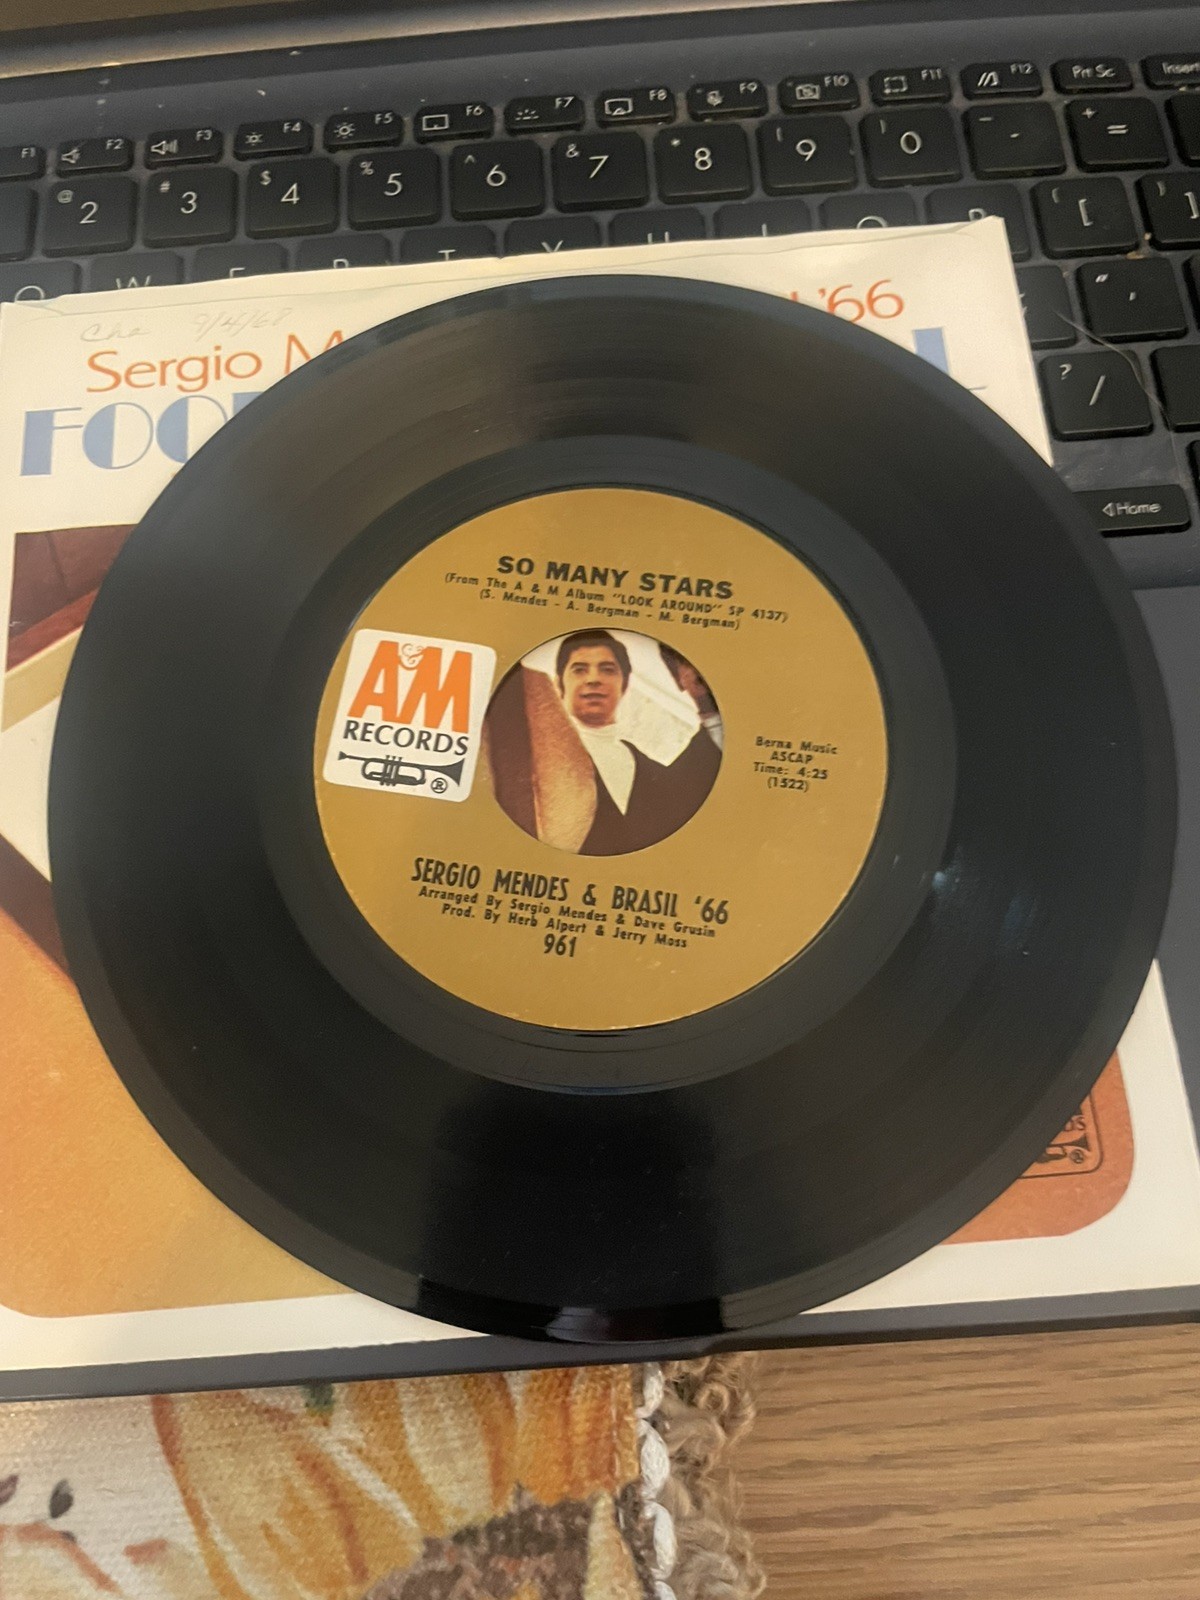 F1 F2 F3 F4 F5 F6 F7 F8 F9 F10 F11 F12 Prt Sc Insert
@ 2 # 3 $ 4 % 5 ^ 6 & 7 * 8 ( 9 ) 0 _ - + =
[ ]
" '
? /
Home
9/4/68
Sergio '66
FOO L
SO MANY STARS
(From The A & M Album "LOOK AROUND" SP 4137)
(S. Mendes - A. Bergman - M. Bergman)
A&M
RECORDS
®
Berna Music
ASCAP
Time: 4:25
(1522)
SERGIO MENDES & BRASIL '66
Arranged By Sergio Mendes & Dave Grusin
Prod. By Herb Alpert & Jerry Moss
961
®